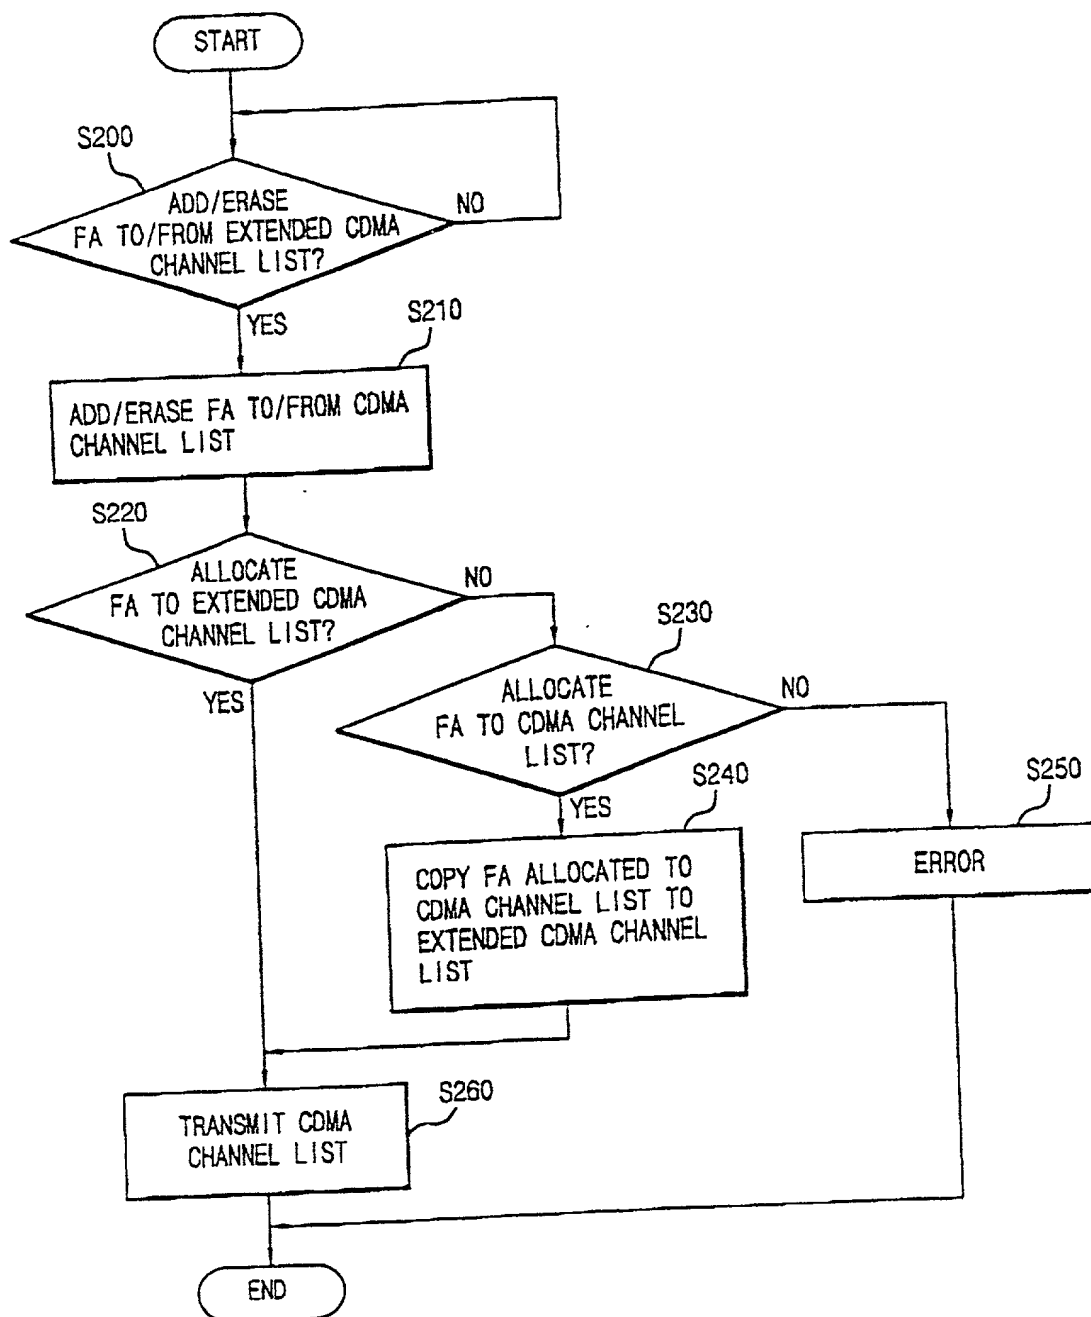 START
S200
ADD/ERASE
FA TO/FROM EXTENDED CDMA
CHANNEL LIST?
NO
YES
S210
ADD/ERASE FA TO/FROM CDMA
CHANNEL LIST
S220
ALLOCATE
FA TO EXTENDED CDMA
CHANNEL LIST?
NO
YES
S230
ALLOCATE
FA TO CDMA CHANNEL
LIST?
NO
YES
S240
COPY FA ALLOCATED TO
CDMA CHANNEL LIST TO
EXTENDED CDMA CHANNEL
LIST
S250
ERROR
S260
TRANSMIT CDMA
CHANNEL LIST
END